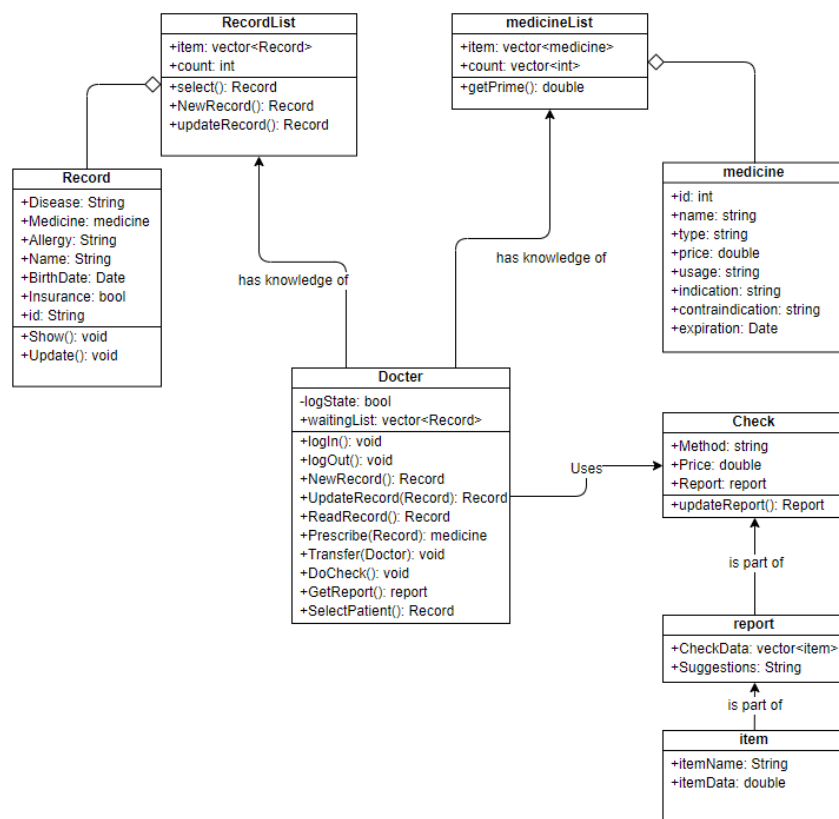 RecordList
+item: vector<Record>
+count: int
+select(): Record
+NewRecord(): Record
+updateRecord(): Record
medicineList
+item: vector<medicine>
+count: vector<int>
+getPrime(): double
Record
+Disease: String
+Medicine: medicine
+Allergy: String
+Name: String
+BirthDate: Date
+Insurance: bool
+id: String
+Show(): void
+Update(): void
medicine
+id: int
+name: string
+type: string
+price: double
+usage: string
+indication: string
+contraindication: string
+expiration: Date
has knowledge of
has knowledge of
Docter
-logState: bool
+waitingList: vector<Record>
+logIn(): void
+logOut(): void
+NewRecord(): Record
+UpdateRecord(Record): Record
+ReadRecord(): Record
+Prescribe(Record): medicine
+Transfer(Doctor): void
+DoCheck(): void
+GetReport(): report
+SelectPatient(): Record
Uses
Check
+Method: string
+Price: double
+Report: report
+updateReport(): Report
is part of
report
+CheckData: vector<item>
+Suggestions: String
is part of
item
+itemName: String
+itemData: double